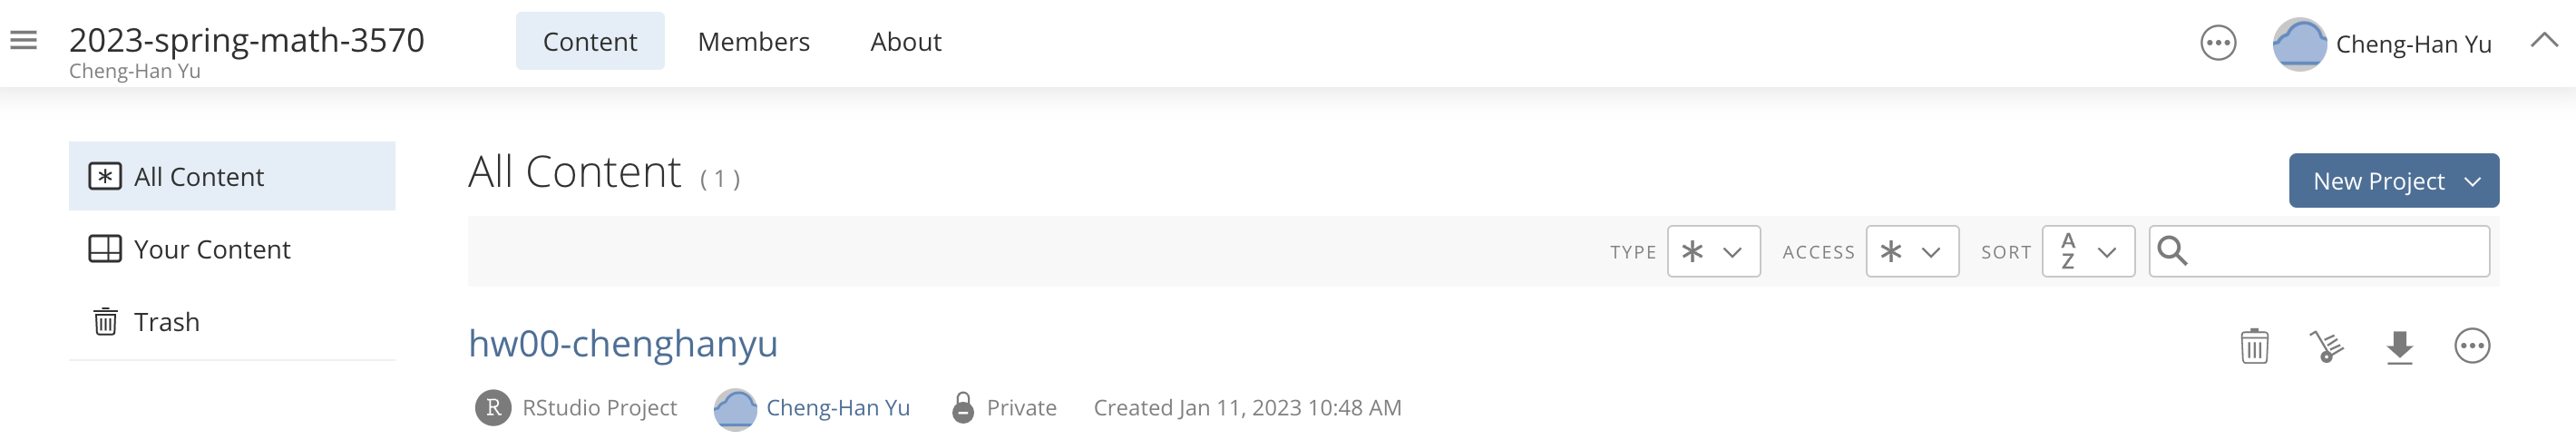 2023-spring-math-3570
Cheng-Han Yu
Content
Members
About
Cheng-Han Yu
All Content
Your Content
Trash
All Content ( 1 )
New Project
TYPE
ACCESS
SORT
A
Z
hw00-chenghanyu
R RStudio Project Cheng-Han Yu Private Created Jan 11, 2023 10:48 AM